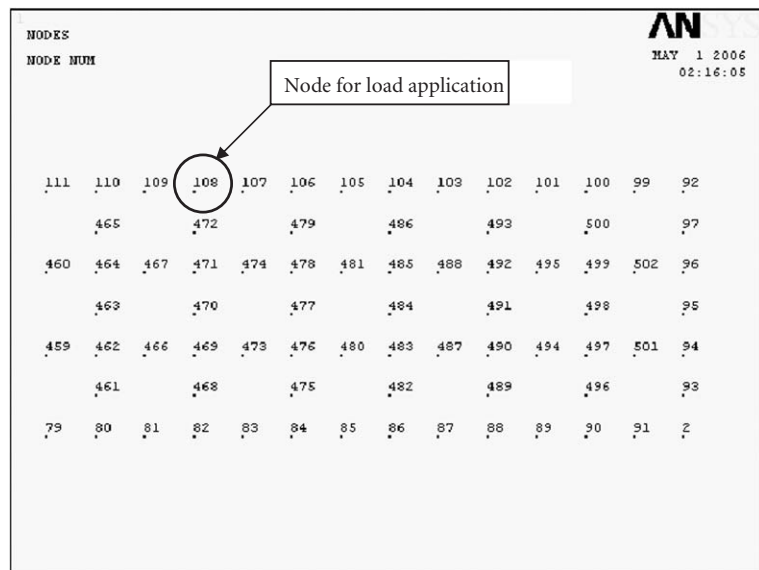 1
NODES
NODE NUM
ANSYS
MAY 1 2006
02:16:05
Node for load application
111 110 109 108 107 106 105 104 103 102 101 100 99 92
465 472 479 486 493 500 97
460 464 467 471 474 478 481 485 488 492 495 499 502 96
463 470 477 484 491 498 95
459 462 466 469 473 476 480 483 487 490 494 497 501 94
461 468 475 482 489 496 93
79 80 81 82 83 84 85 86 87 88 89 90 91 2